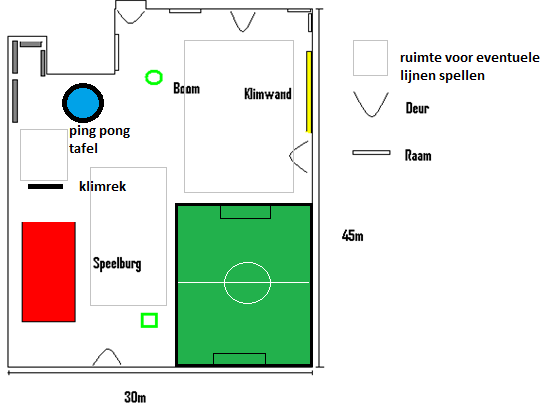 ruimte voor eventuele
lijnen spellen
Boom
Klimwand
Deur
ping pong
tafel
Raam
klimrek
45m
Speelburg
30m